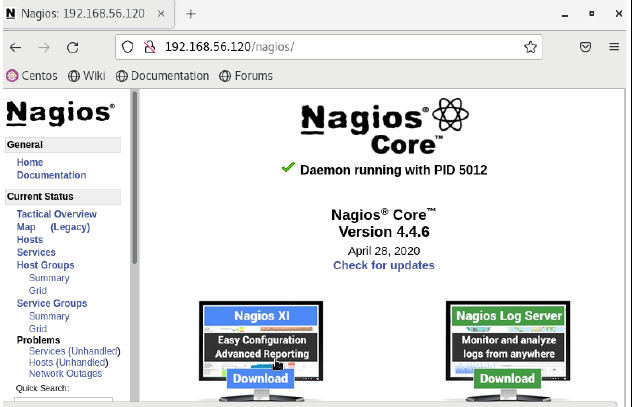 Nagios: 192.168.56.120
192.168.56.120/nagios/
Centos Wiki Documentation Forums
Nagios®
General
Home
Documentation
Current Status
Tactical Overview
Map (Legacy)
Hosts
Services
Host Groups
Summary
Grid
Service Groups
Summary
Grid
Problems
Services (Unhandled)
Hosts (Unhandled)
Network Outages
Quick Search:
Nagios®
Core™
Daemon running with PID 5012
Nagios® Core™
Version 4.4.6
April 28, 2020
Check for updates
Nagios XI
Easy Configuration
Advanced Reporting
Download
Nagios Log Server
Monitor and analyze
logs from anywhere
Download